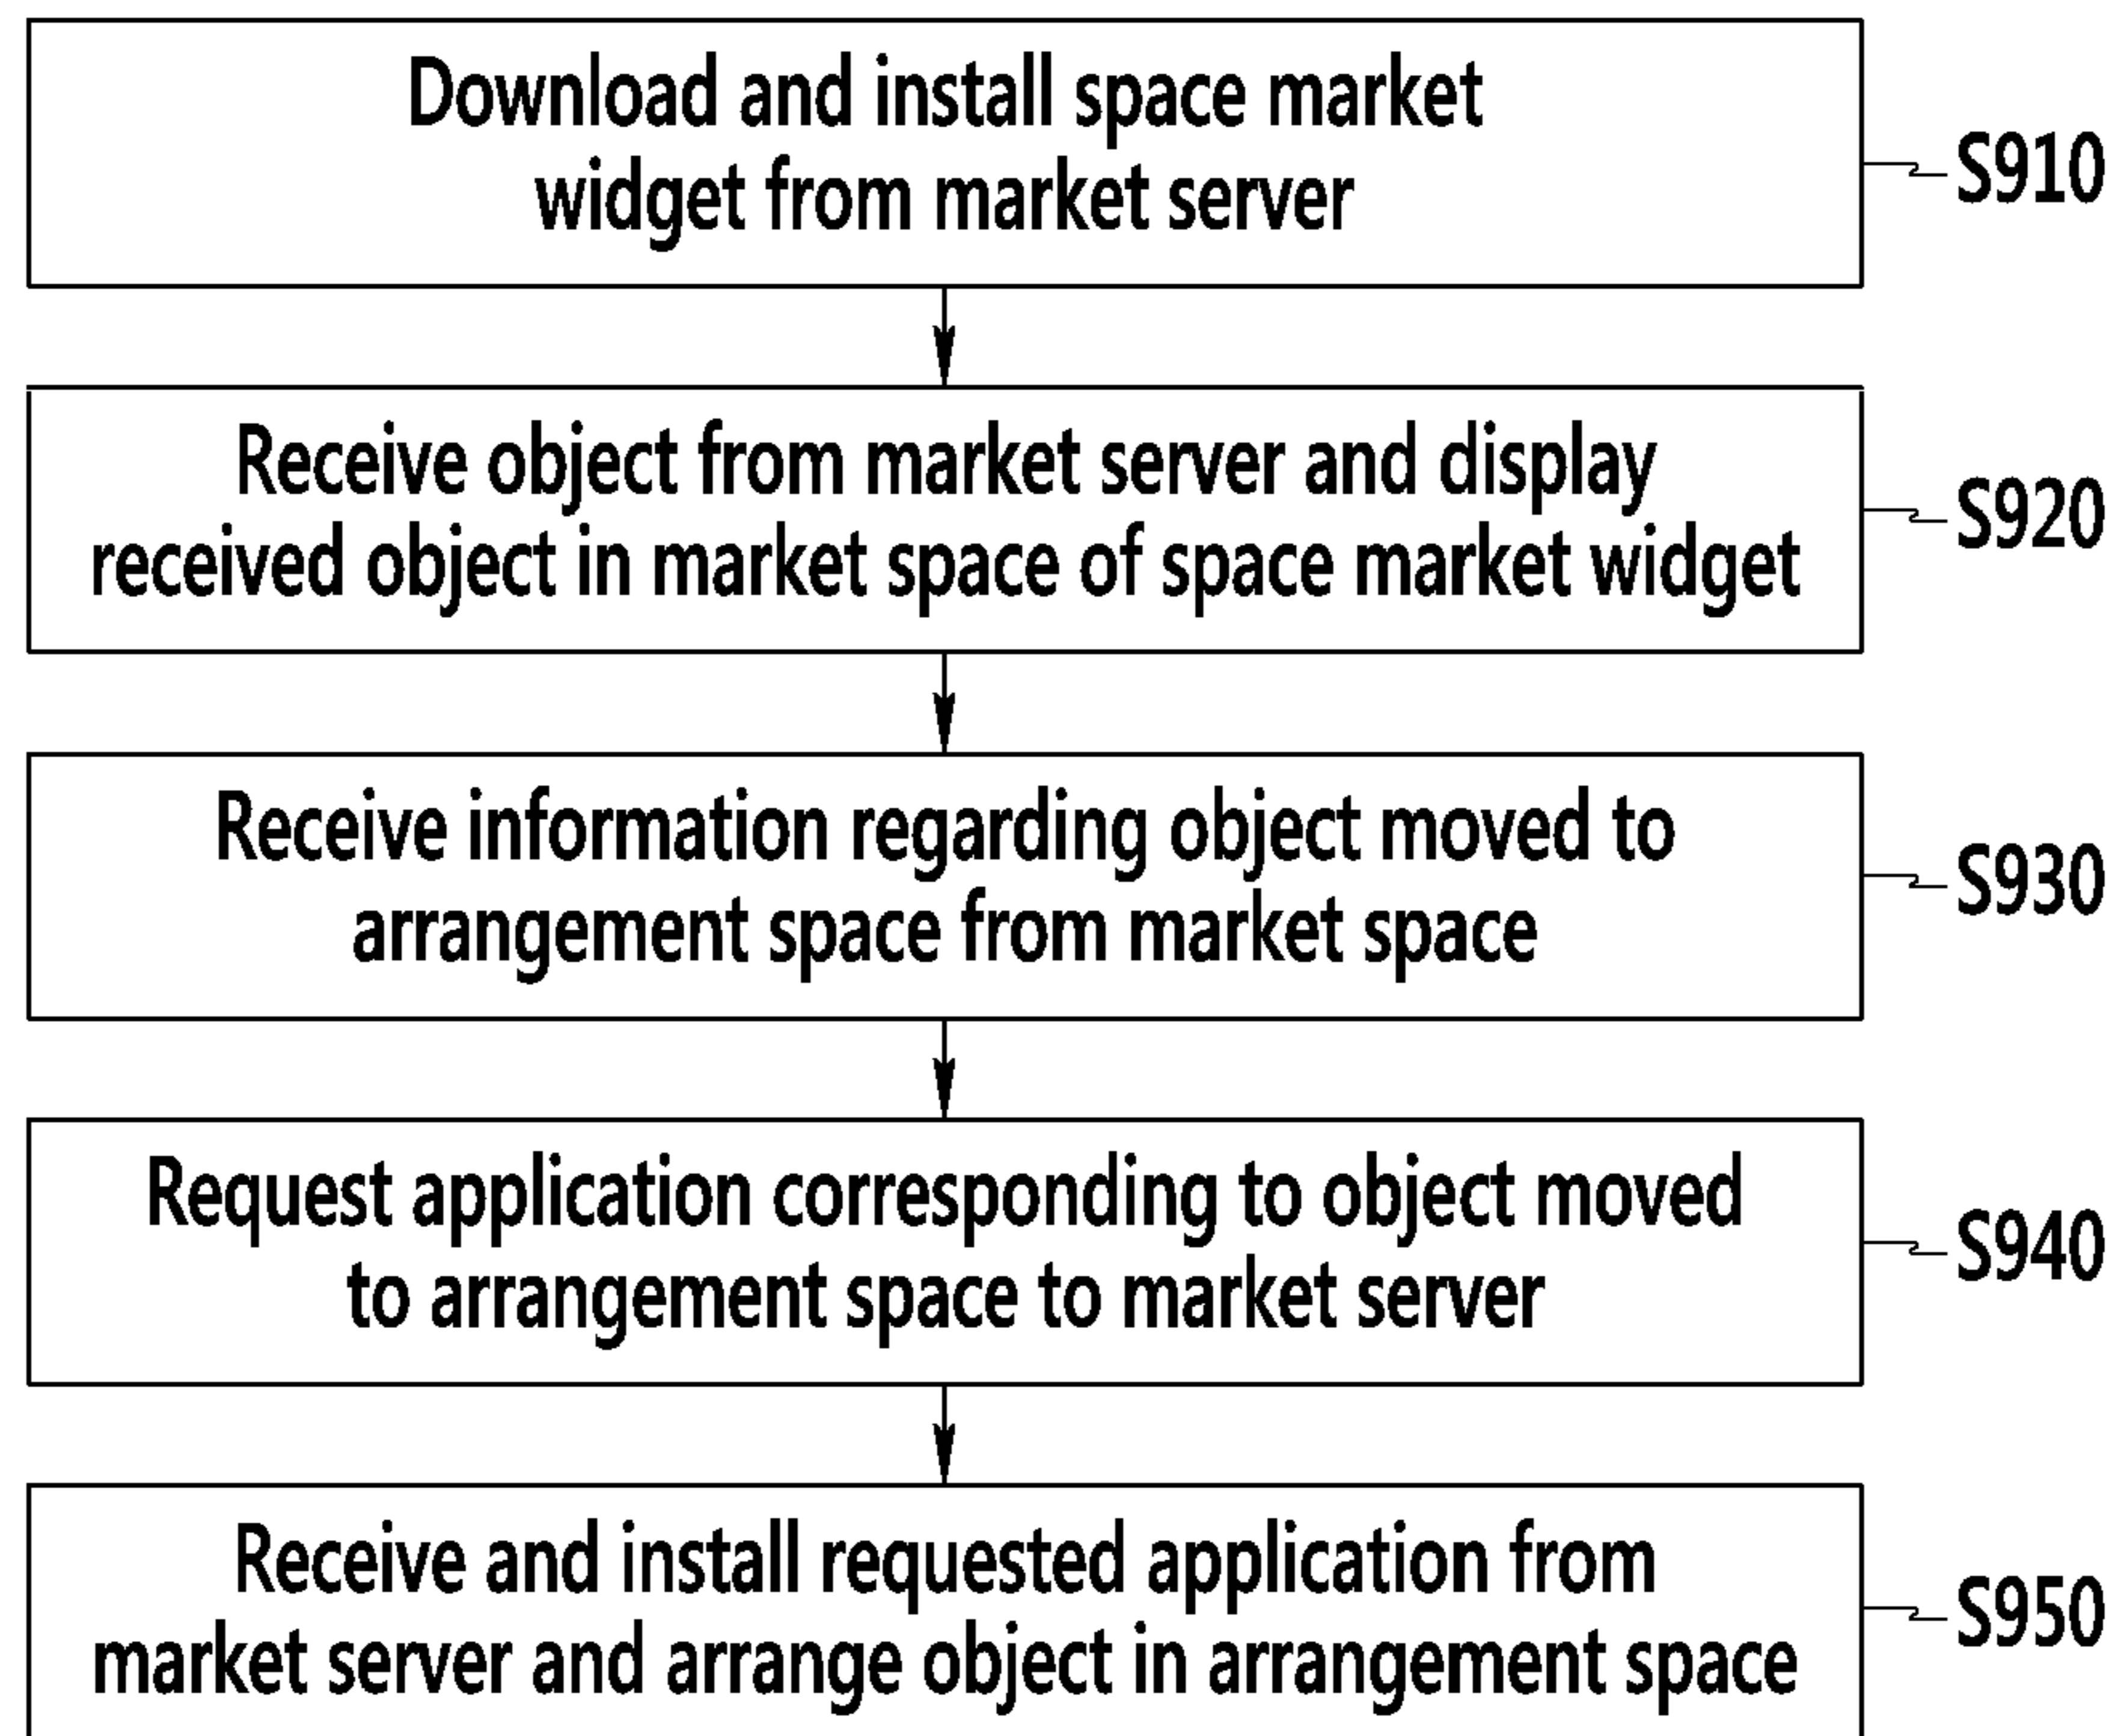 Download and install space market
widget from market server
S910
Receive object from market server and display
received object in market space of space market widget
S920
Receive information regarding object moved to
arrangement space from market space
S930
Request application corresponding to object moved
to arrangement space to market server
S940
Receive and install requested application from
market server and arrange object in arrangement space
S950